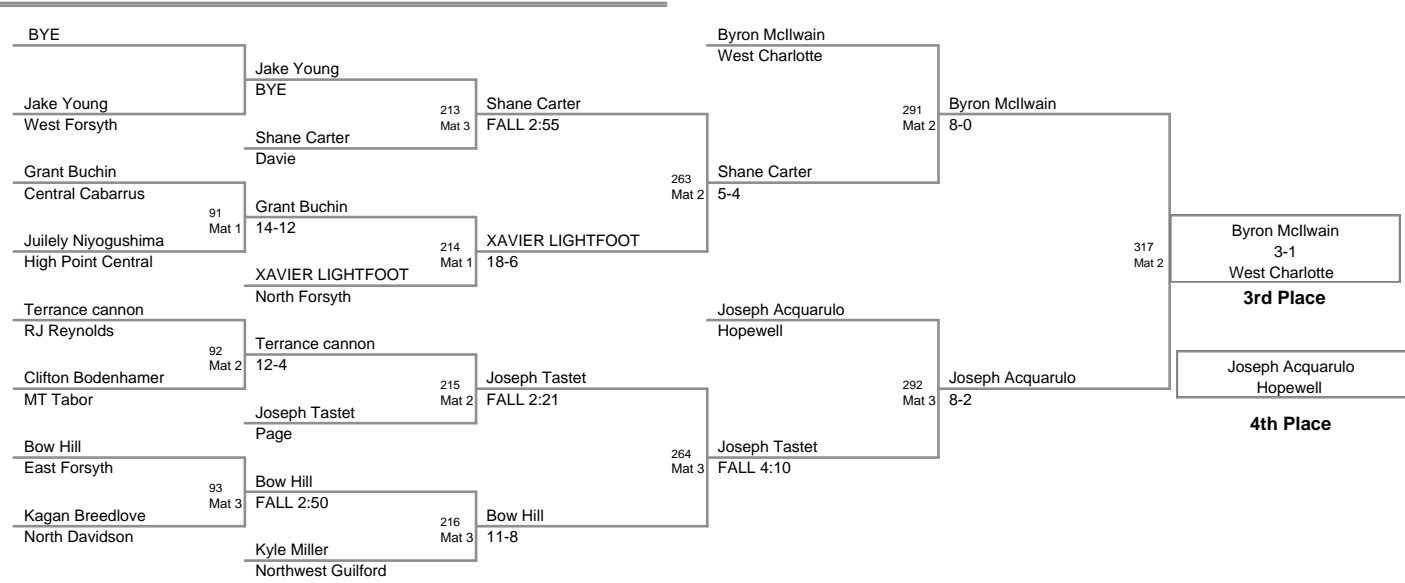 BYE
Jake Young
West Forsyth
Grant Buchin
Central Cabarrus
91
Mat 1
Juilely Niyogushima
High Point Central
Terrance cannon
RJ Reynolds
92
Mat 2
Clifton Bodenhamer
MT Tabor
Bow Hill
East Forsyth
93
Mat 3
Kagan Breedlove
North Davidson
Jake Young
BYE
213
Mat 3
Shane Carter
Davie
Grant Buchin
14-12
214
Mat 1
XAVIER LIGHTFOOT
North Forsyth
Terrance cannon
12-4
215
Mat 2
Joseph Tastet
Page
Bow Hill
FALL 2:50
216
Mat 3
Kyle Miller
Northwest Guilford
Shane Carter
FALL 2:55
263
Mat 2
XAVIER LIGHTFOOT
18-6
Joseph Tastet
FALL 2:21
264
Mat 3
Bow Hill
11-8
Byron McIlwain
West Charlotte
291
Mat 2
Shane Carter
5-4
Joseph Acquarulo
Hopewell
292
Mat 3
Joseph Tastet
FALL 4:10
Byron McIlwain
8-0
317
Mat 2
Joseph Acquarulo
8-2
Byron McIlwain
3-1
West Charlotte
3rd Place
Joseph Acquarulo
Hopewell
4th Place